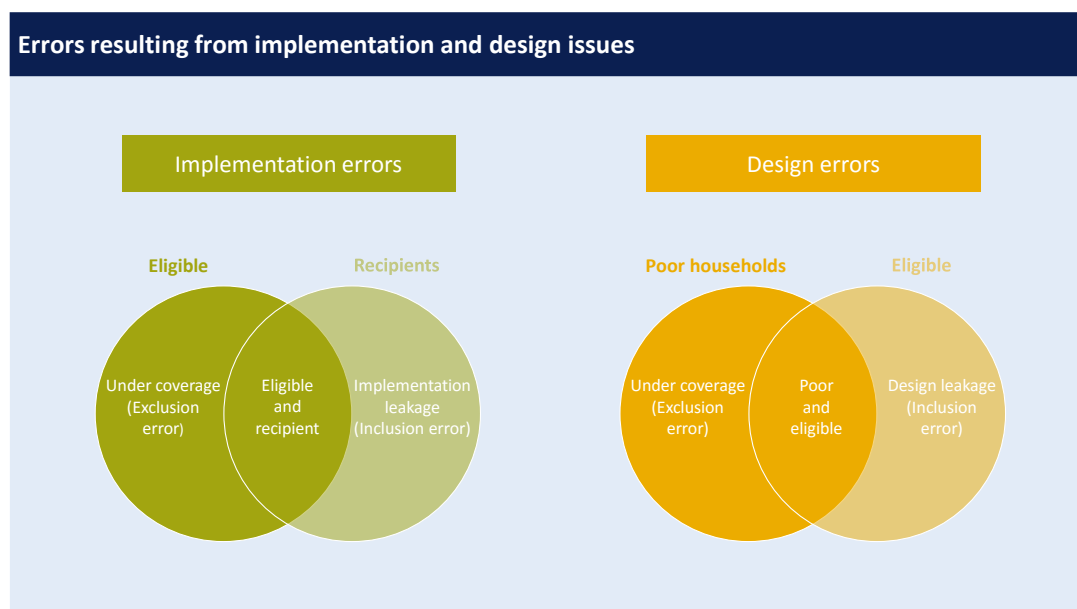 Errors resulting from implementation and design issues
Implementation errors
Eligible
Recipients
Under coverage
(Exclusion
error)
Eligible
and
recipient
Implementation
leakage
(Inclusion error)
Design errors
Poor households
Eligible
Under coverage
(Exclusion
error)
Poor
and
eligible
Design leakage
(Inclusion
error)